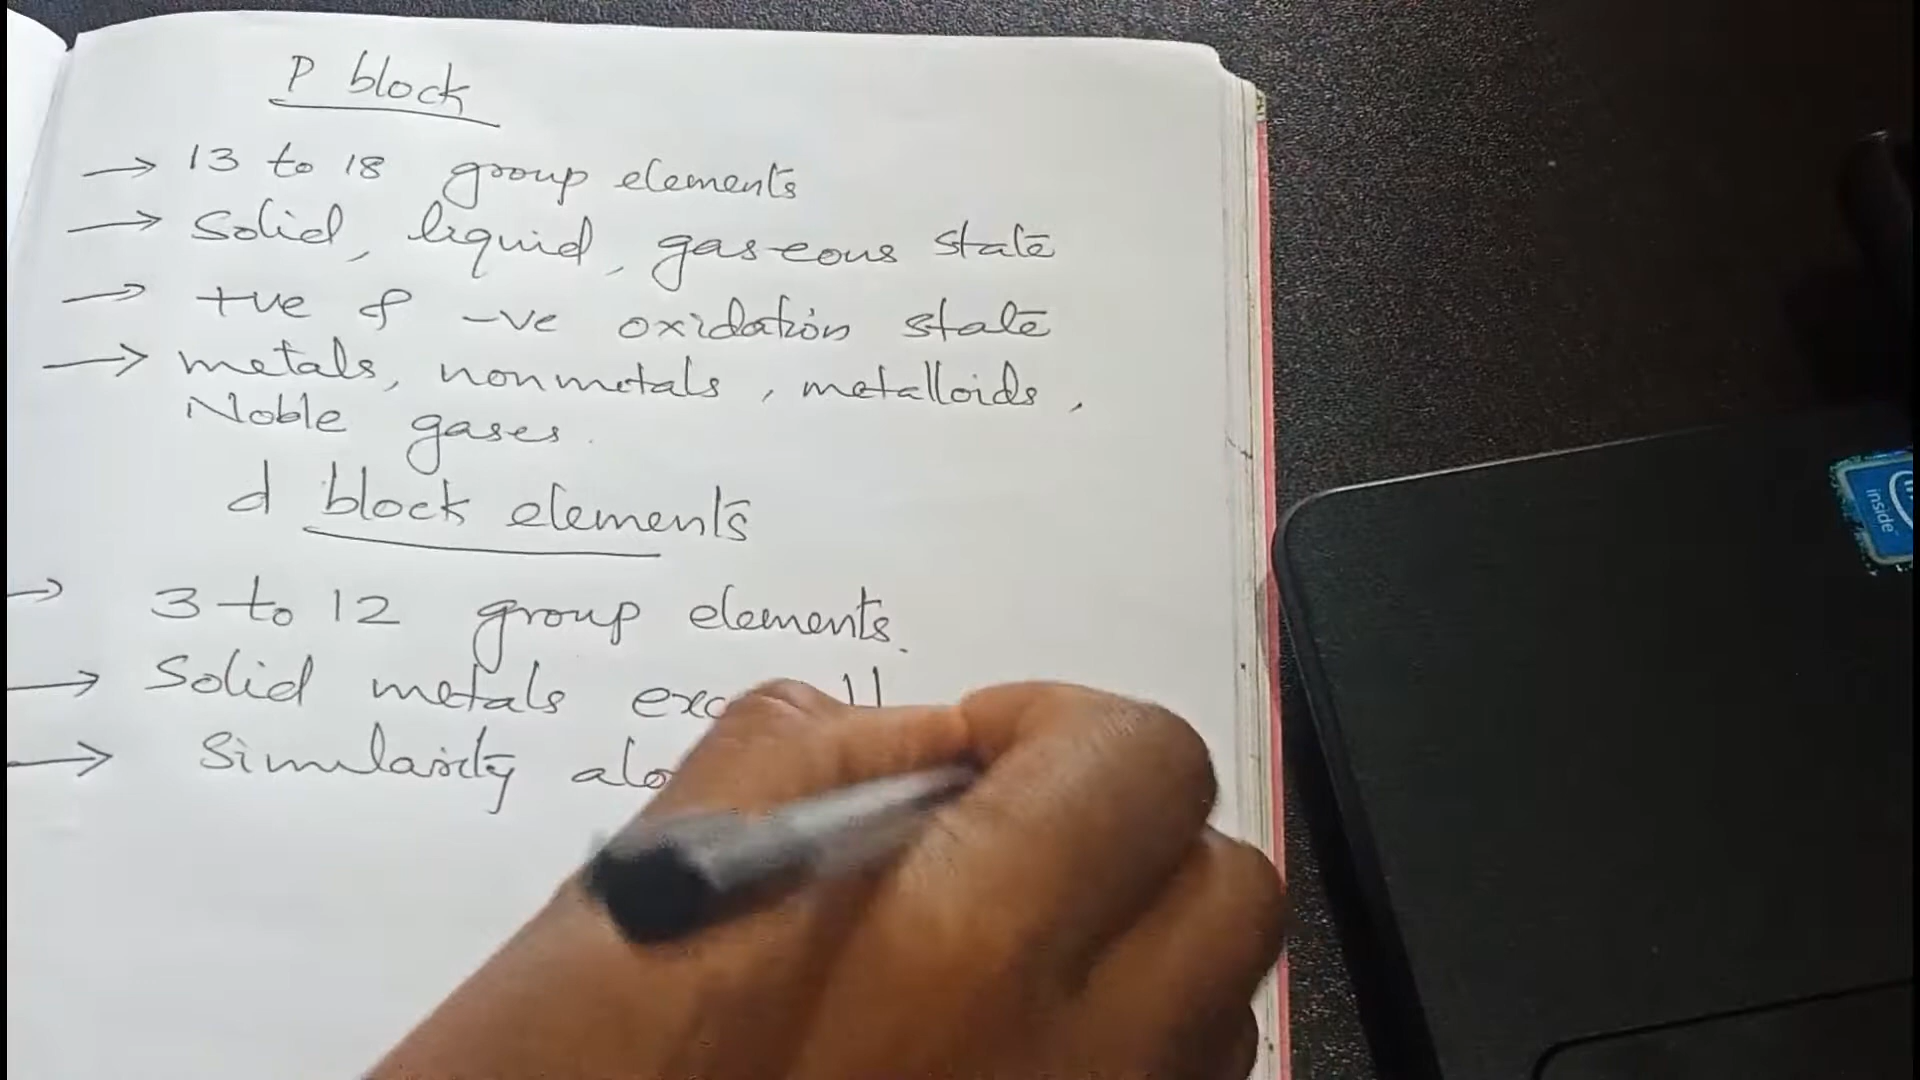 P block
→ 13 to 18 group elements
→ Solid, liquid, gaseous state
→ +ve & -ve oxidation state
→ metals, nonmetals, metalloids,
Noble gases.
d block elements
→ 3 to 12 group elements.
→ Solid metals
→ Similarity
inside